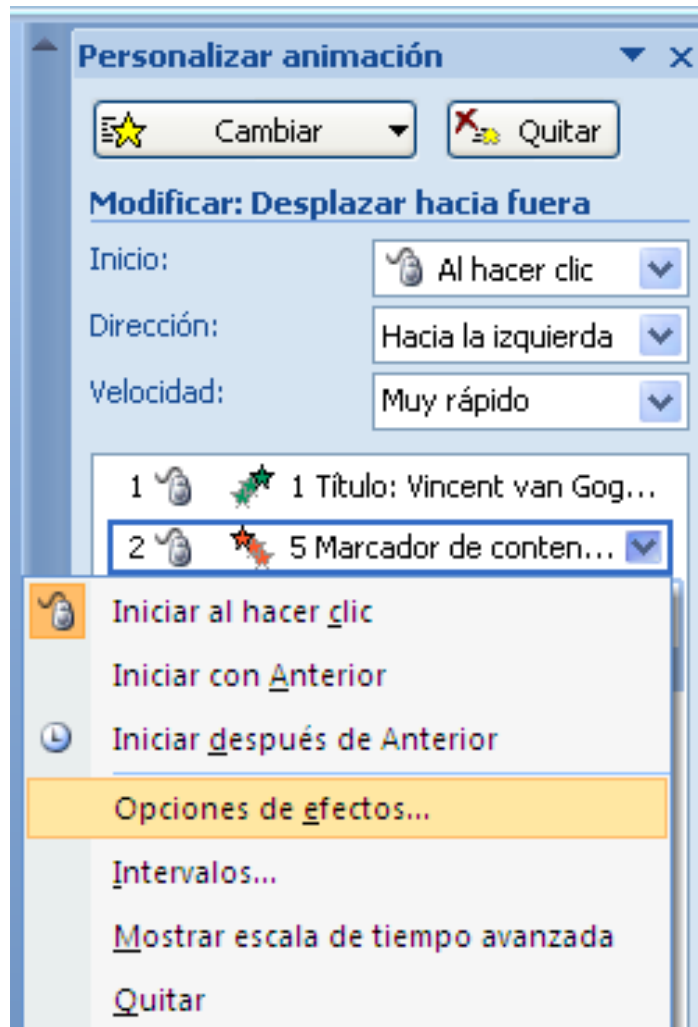 Personalizar animación
Cambiar
Quitar
Modificar: Desplazar hacia fuera
Inicio:
Al hacer clic
Dirección:
Hacia la izquierda
Velocidad:
Muy rápido
1 1 Título: Vincent van Gog...
2 5 Marcador de conten...
Iniciar al hacer clic
Iniciar con Anterior
Iniciar después de Anterior
Opciones de efectos...
Intervalos...
Mostrar escala de tiempo avanzada
Quitar